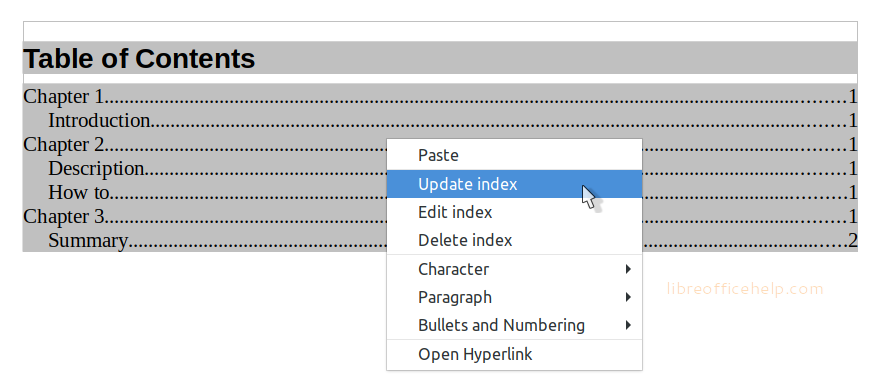 Table of Contents
Chapter 1..........................................................................................................................................................1
Introduction................................................................................................................................................1
Chapter 2..........................................................................................................................................................1
Description.................................................................................................................................................1
How to........................................................................................................................................................1
Chapter 3..........................................................................................................................................................1
Summary....................................................................................................................................................2
Paste
Update index
Edit index
Delete index
Character
Paragraph
Bullets and Numbering
Open Hyperlink
libreofficehelp.com